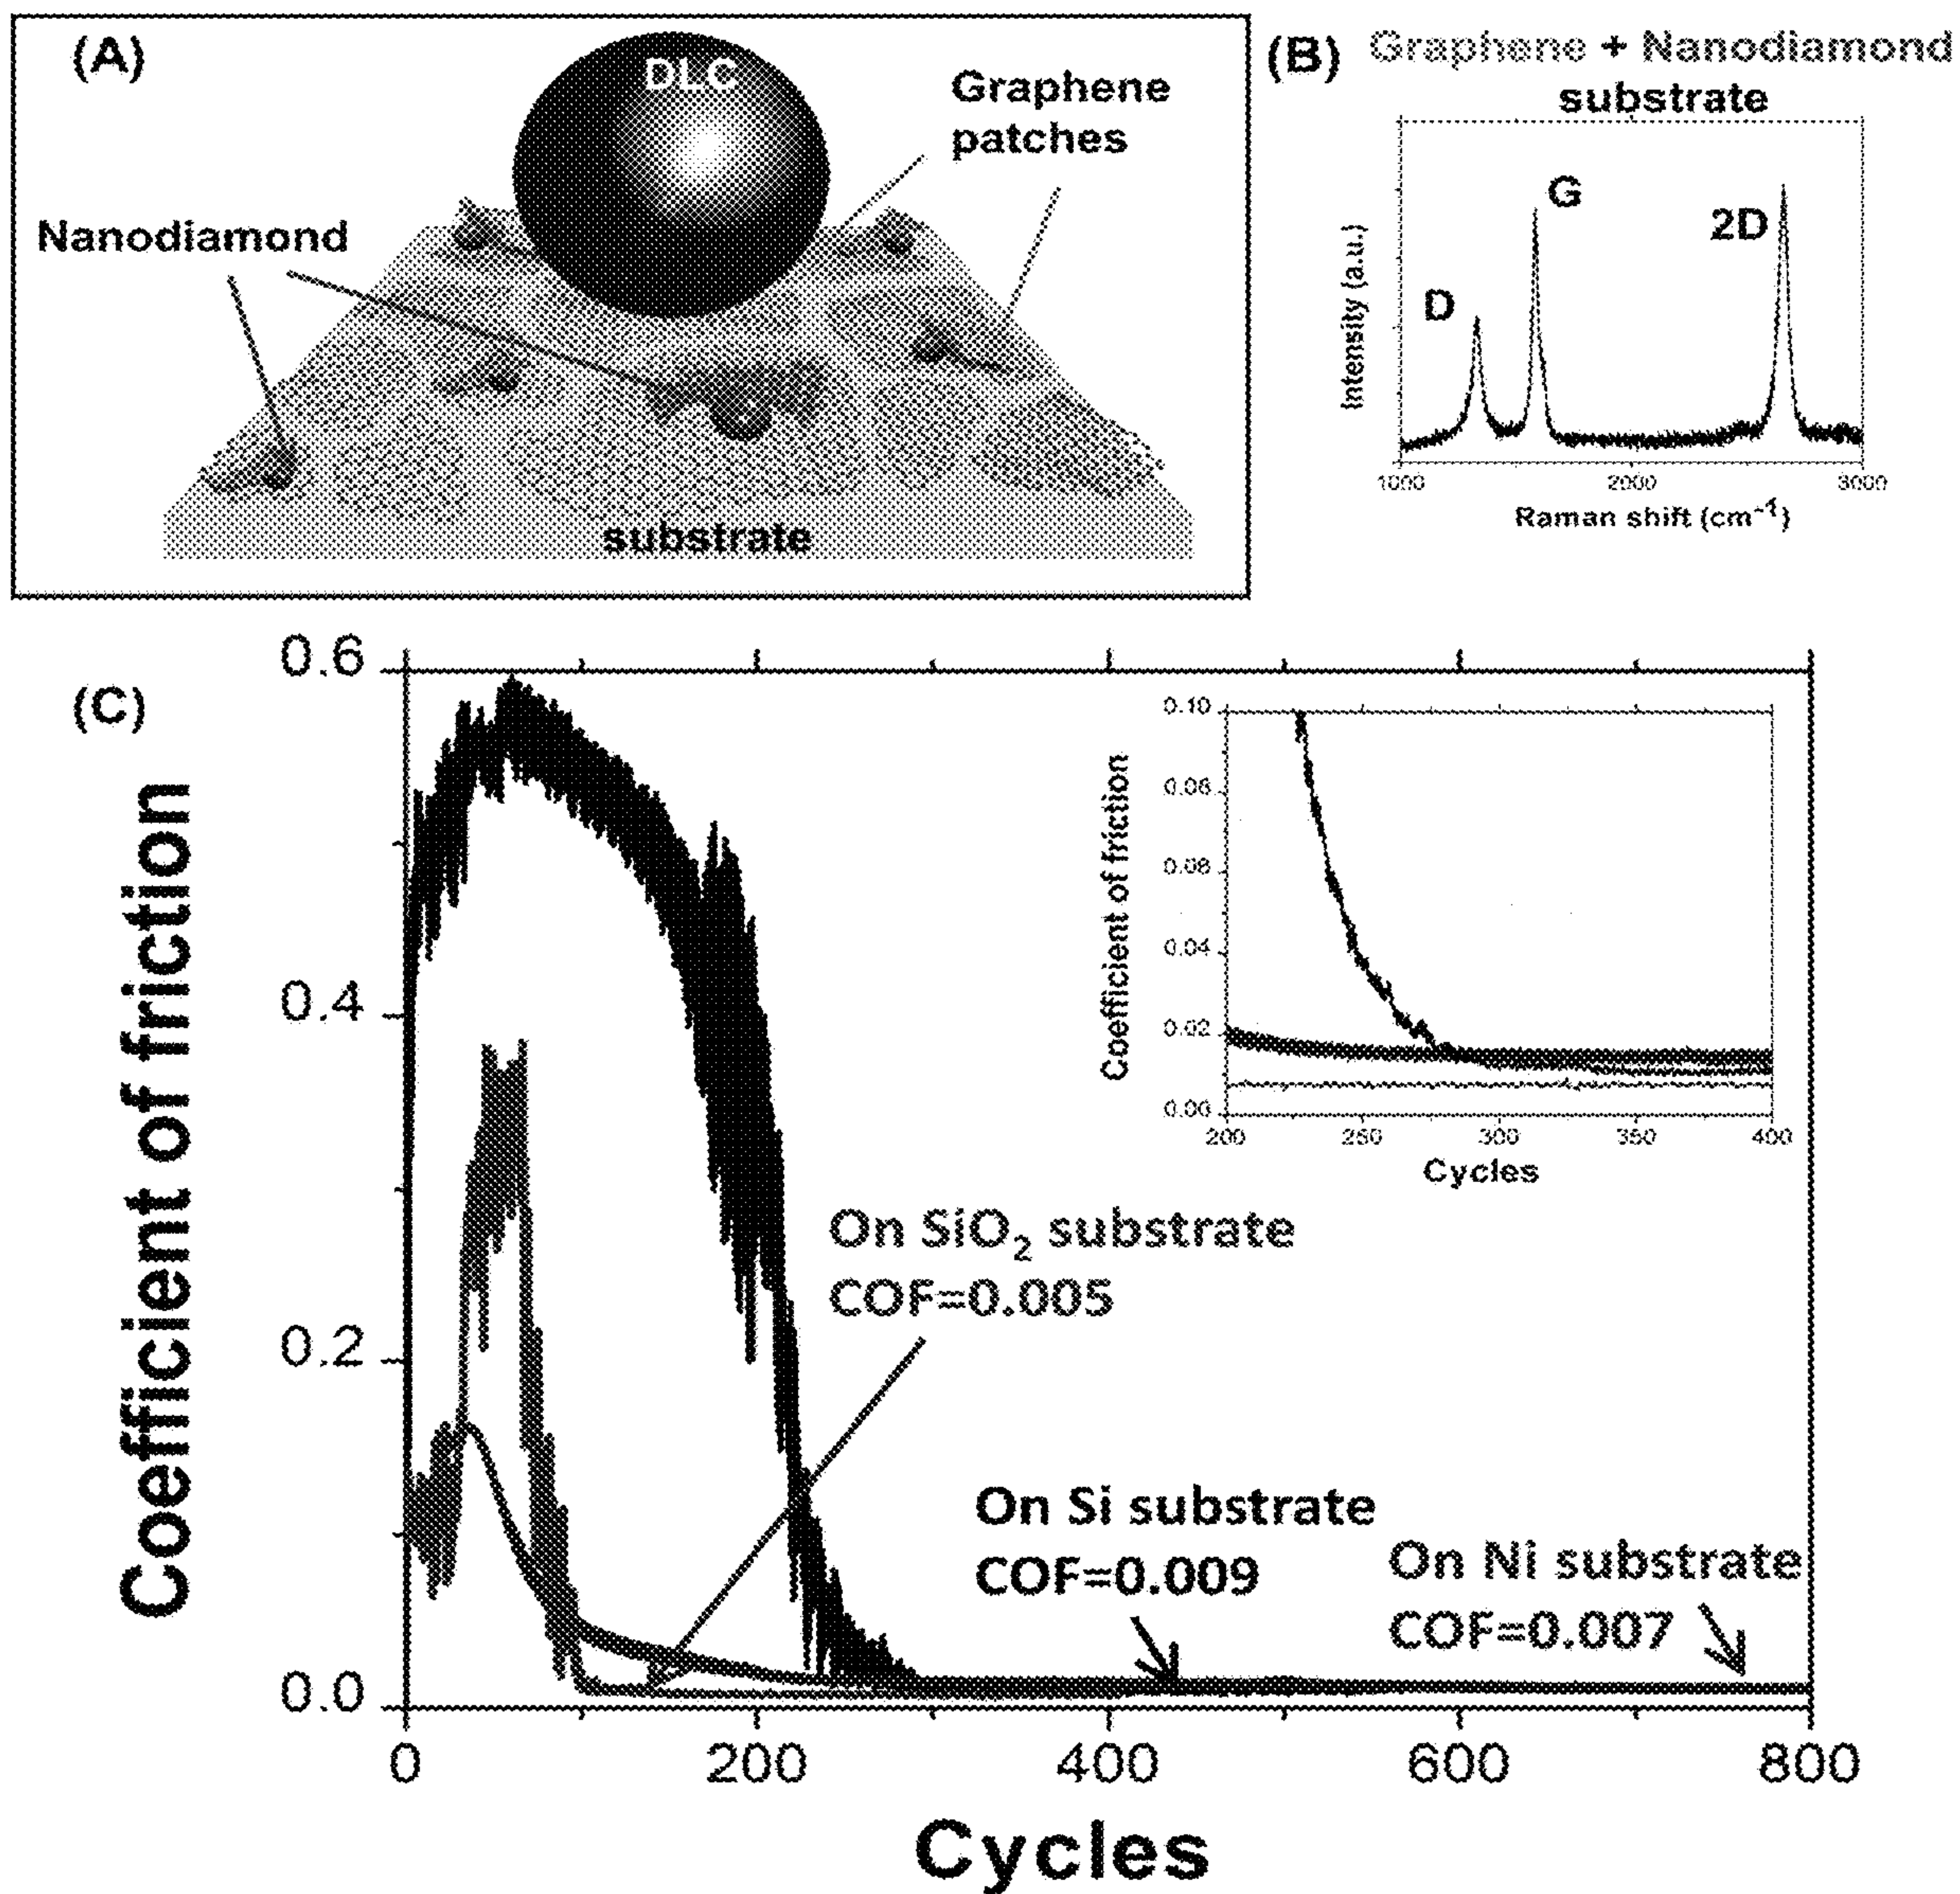 (A)
DLC
Graphene
patches
Nanodiamond
substrate
(B)
Graphene + Nanodiamond
substrate
D
G
2D
Intensity (a.u.)
1000
2000
3000
Raman shift (cm⁻¹)
(C)
Coefficient of friction
0.6
0.4
0.2
0.0
0
200
400
600
800
Cycles
On SiO₂ substrate
COF=0.005
On Si substrate
COF=0.009
On Ni substrate
COF=0.007
Coefficient of friction
0.10
0.06
0.04
0.02
0.00
200
250
300
350
400
Cycles